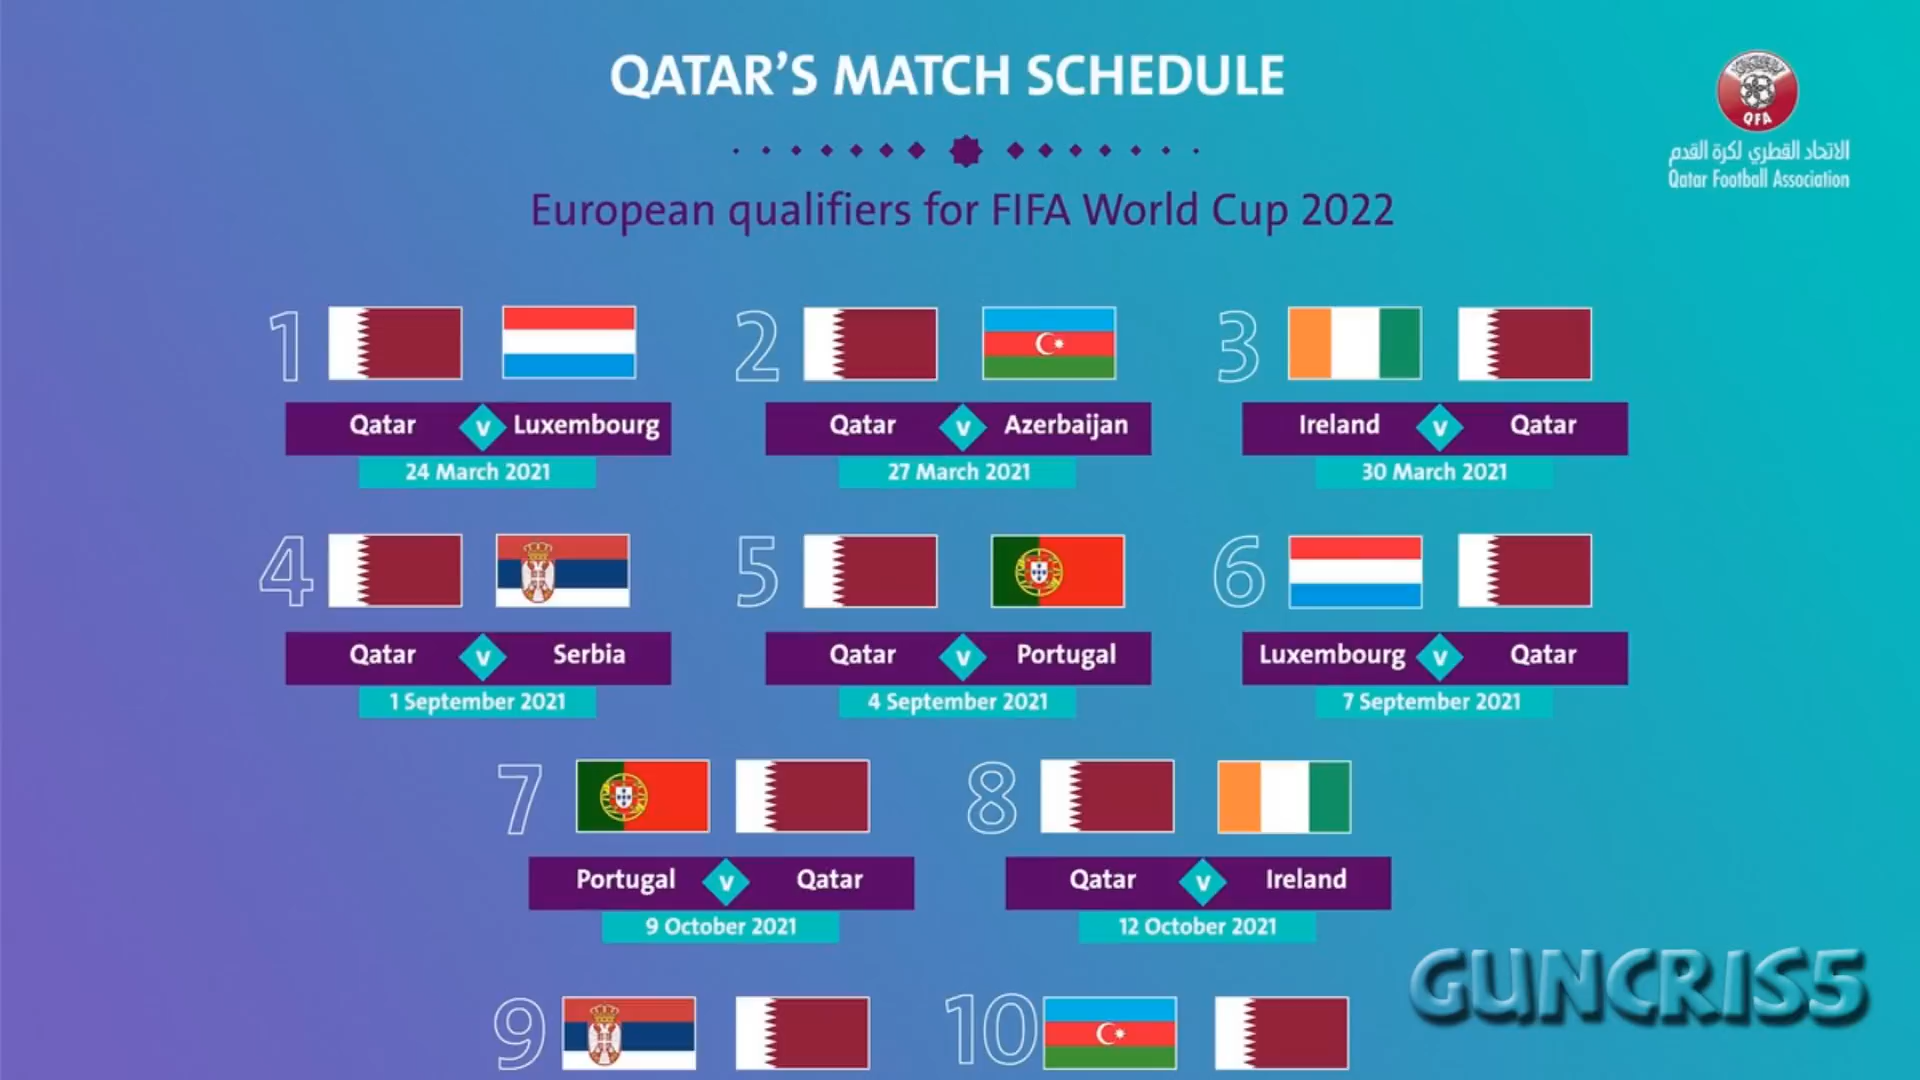 QATAR'S MATCH SCHEDULE
QFA
الاتحاد القطري لكرة القدم
Qatar Football Association
European qualifiers for FIFA World Cup 2022
1
Qatar v Luxembourg
24 March 2021
2
Qatar v Azerbaijan
27 March 2021
3
Ireland v Qatar
30 March 2021
4
Qatar v Serbia
1 September 2021
5
Qatar v Portugal
4 September 2021
6
Luxembourg v Qatar
7 September 2021
7
Portugal v Qatar
9 October 2021
8
Qatar v Ireland
12 October 2021
9
10
GUNCRIS5